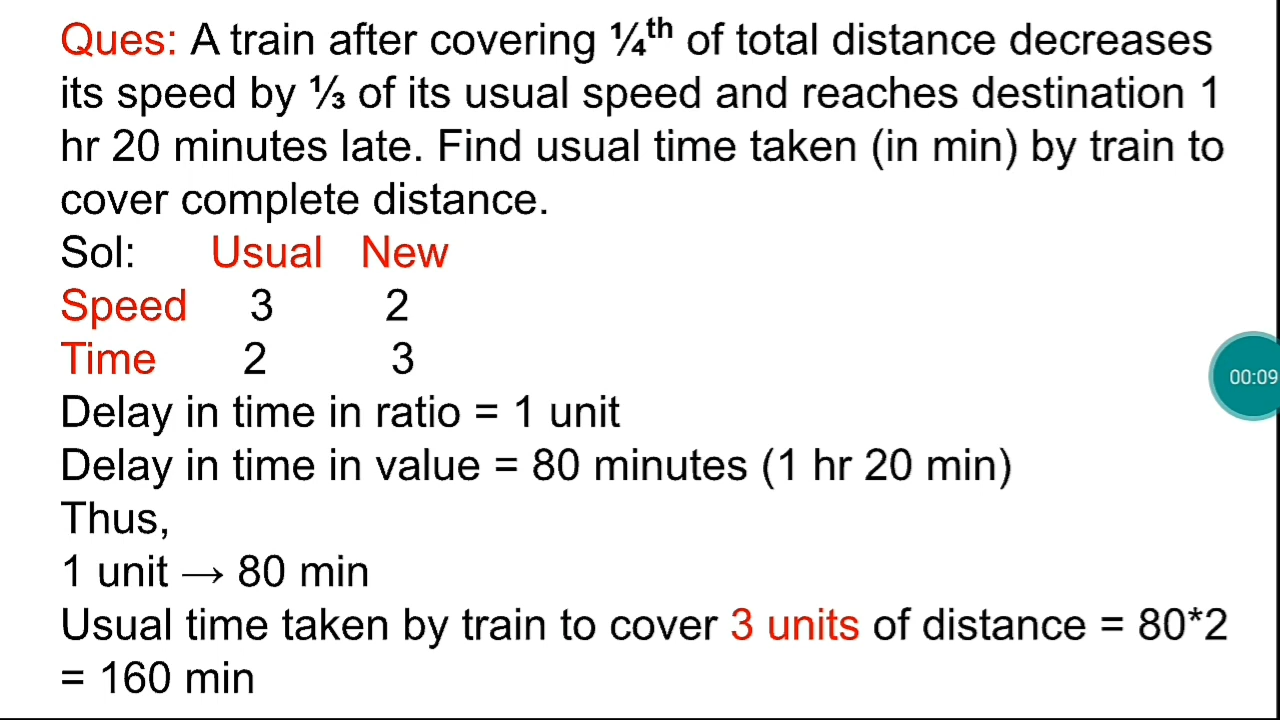 Ques: A train after covering ¼ᵗʰ of total distance decreases
its speed by ⅓ of its usual speed and reaches destination 1
hr 20 minutes late. Find usual time taken (in min) by train to
cover complete distance.
Sol: Usual New
Speed 3 2
Time 2 3
Delay in time in ratio = 1 unit
Delay in time in value = 80 minutes (1 hr 20 min)
Thus,
1 unit → 80 min
Usual time taken by train to cover 3 units of distance = 80*2
= 160 min
00:09